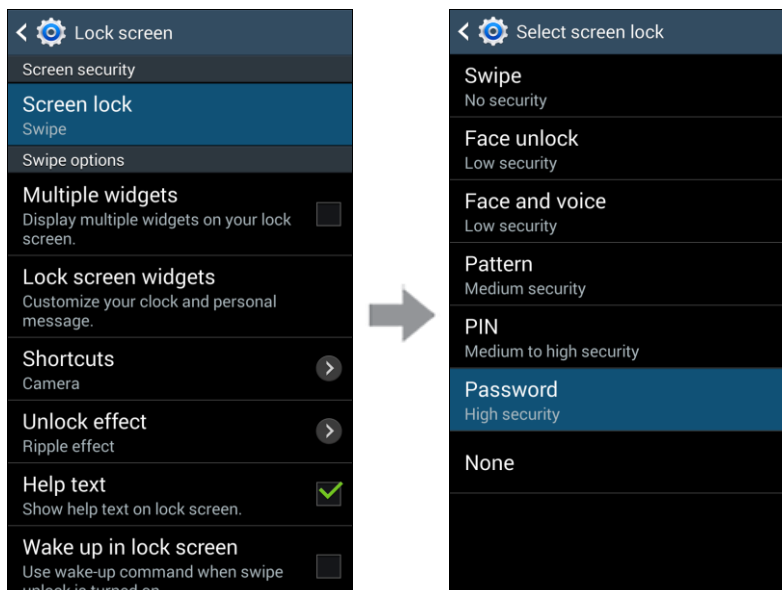 Lock screen
Screen security
Screen lock
Swipe
Swipe options
Multiple widgets
Display multiple widgets on your lock
screen.
Lock screen widgets
Customize your clock and personal
message.
Shortcuts
Camera
Unlock effect
Ripple effect
Help text
Show help text on lock screen.
Wake up in lock screen
Use wake-up command when swipe
unlock is turned on
Select screen lock
Swipe
No security
Face unlock
Low security
Face and voice
Low security
Pattern
Medium security
PIN
Medium to high security
Password
High security
None